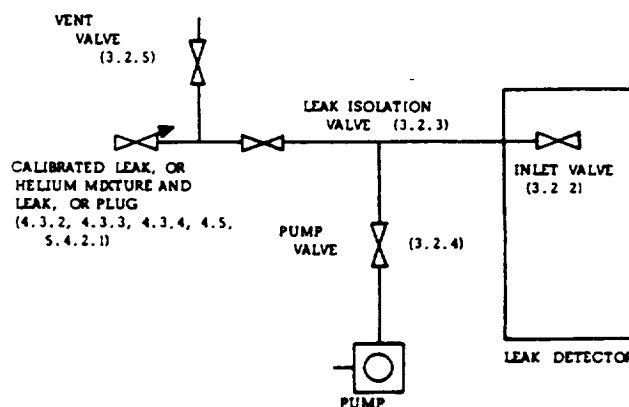 VENT
VALVE
(3.2.5)
LEAK ISOLATION
VALVE (3.2.3)
CALIBRATED LEAK, OR
HELIUM MIXTURE AND
LEAK, OR PLUG
(4.3.2, 4.3.3, 4.3.4, 4.5,
5.4.2.1)
INLET VALVE
(3.2 2)
PUMP
VALVE
(3.2.4)
LEAK DETECTOR
PUMP